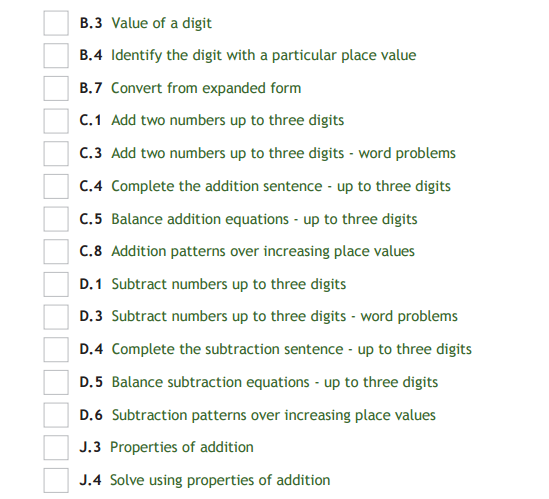 B.3 Value of a digit
B.4 Identify the digit with a particular place value
B.7 Convert from expanded form
C.1 Add two numbers up to three digits
C.3 Add two numbers up to three digits - word problems
C.4 Complete the addition sentence - up to three digits
C.5 Balance addition equations - up to three digits
C.8 Addition patterns over increasing place values
D.1 Subtract numbers up to three digits
D.3 Subtract numbers up to three digits - word problems
D.4 Complete the subtraction sentence - up to three digits
D.5 Balance subtraction equations - up to three digits
D.6 Subtraction patterns over increasing place values
J.3 Properties of addition
J.4 Solve using properties of addition